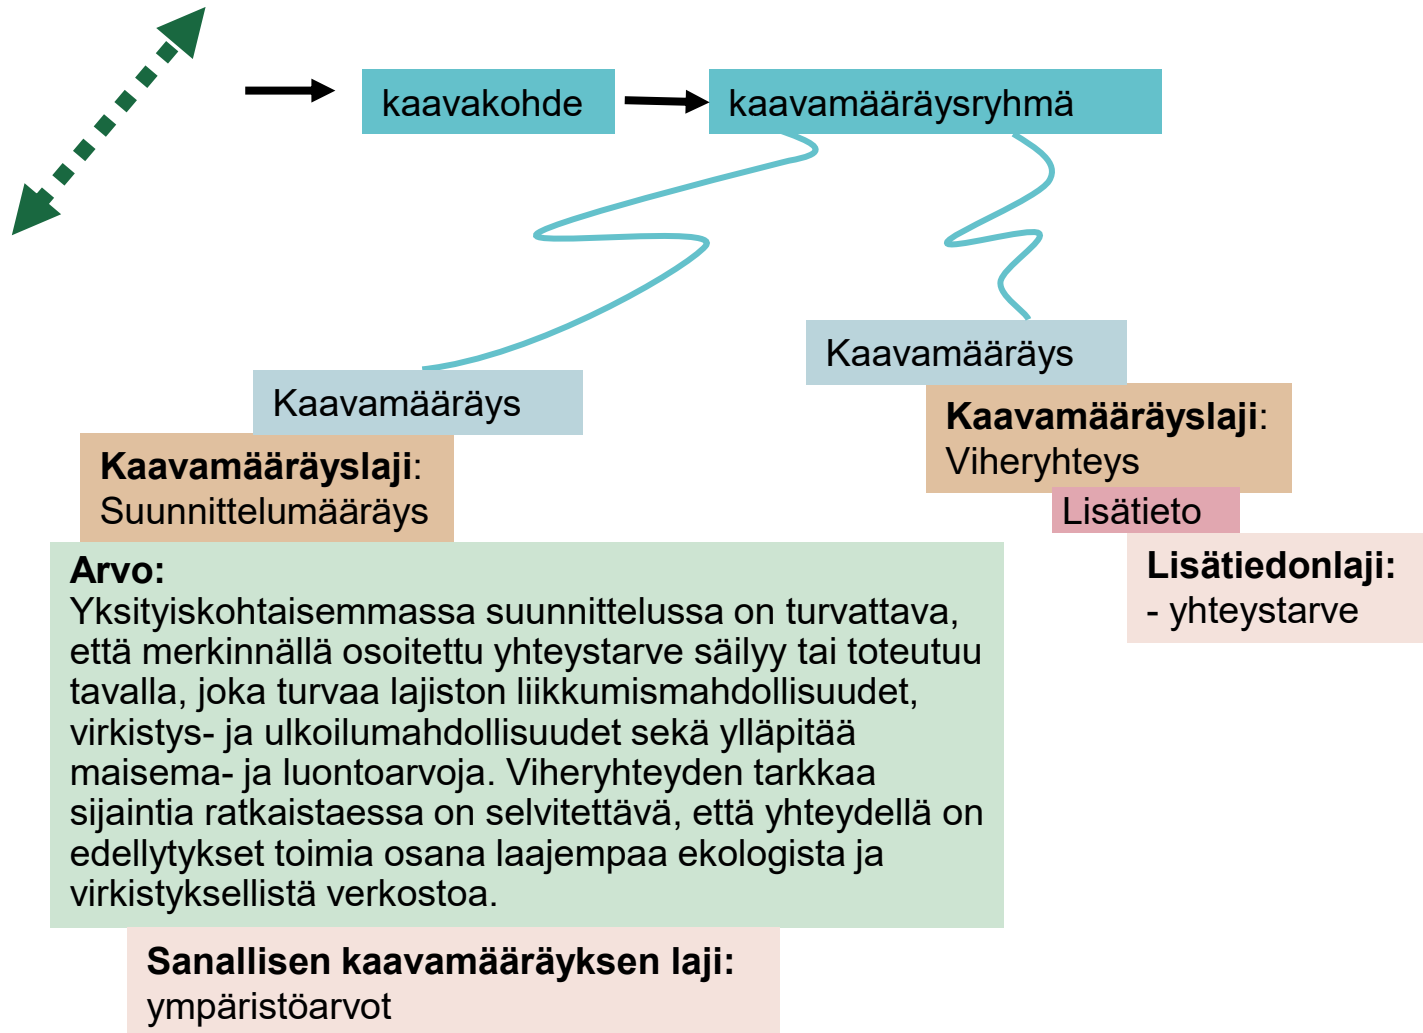 kaavakohde
kaavamääräysryhmä
Kaavamääräys
Kaavamääräyslaji:
Viheryhteys
Lisätieto
Lisätiedonlaji:
- yhteystarve
Kaavamääräys
Kaavamääräyslaji:
Suunnittelumääräys
Arvo:
Yksityiskohtaisemmassa suunnittelussa on turvattava,
että merkinnällä osoitettu yhteystarve säilyy tai toteutuu
tavalla, joka turvaa lajiston liikkumismahdollisuudet,
virkistys- ja ulkoilumahdollisuudet sekä ylläpitää
maisema- ja luontoarvoja. Viheryhteyden tarkkaa
sijaintia ratkaistaessa on selvitettävä, että yhteydellä on
edellytykset toimia osana laajempaa ekologista ja
virkistyksellistä verkostoa.
Sanallisen kaavamääräyksen laji:
ympäristöarvot